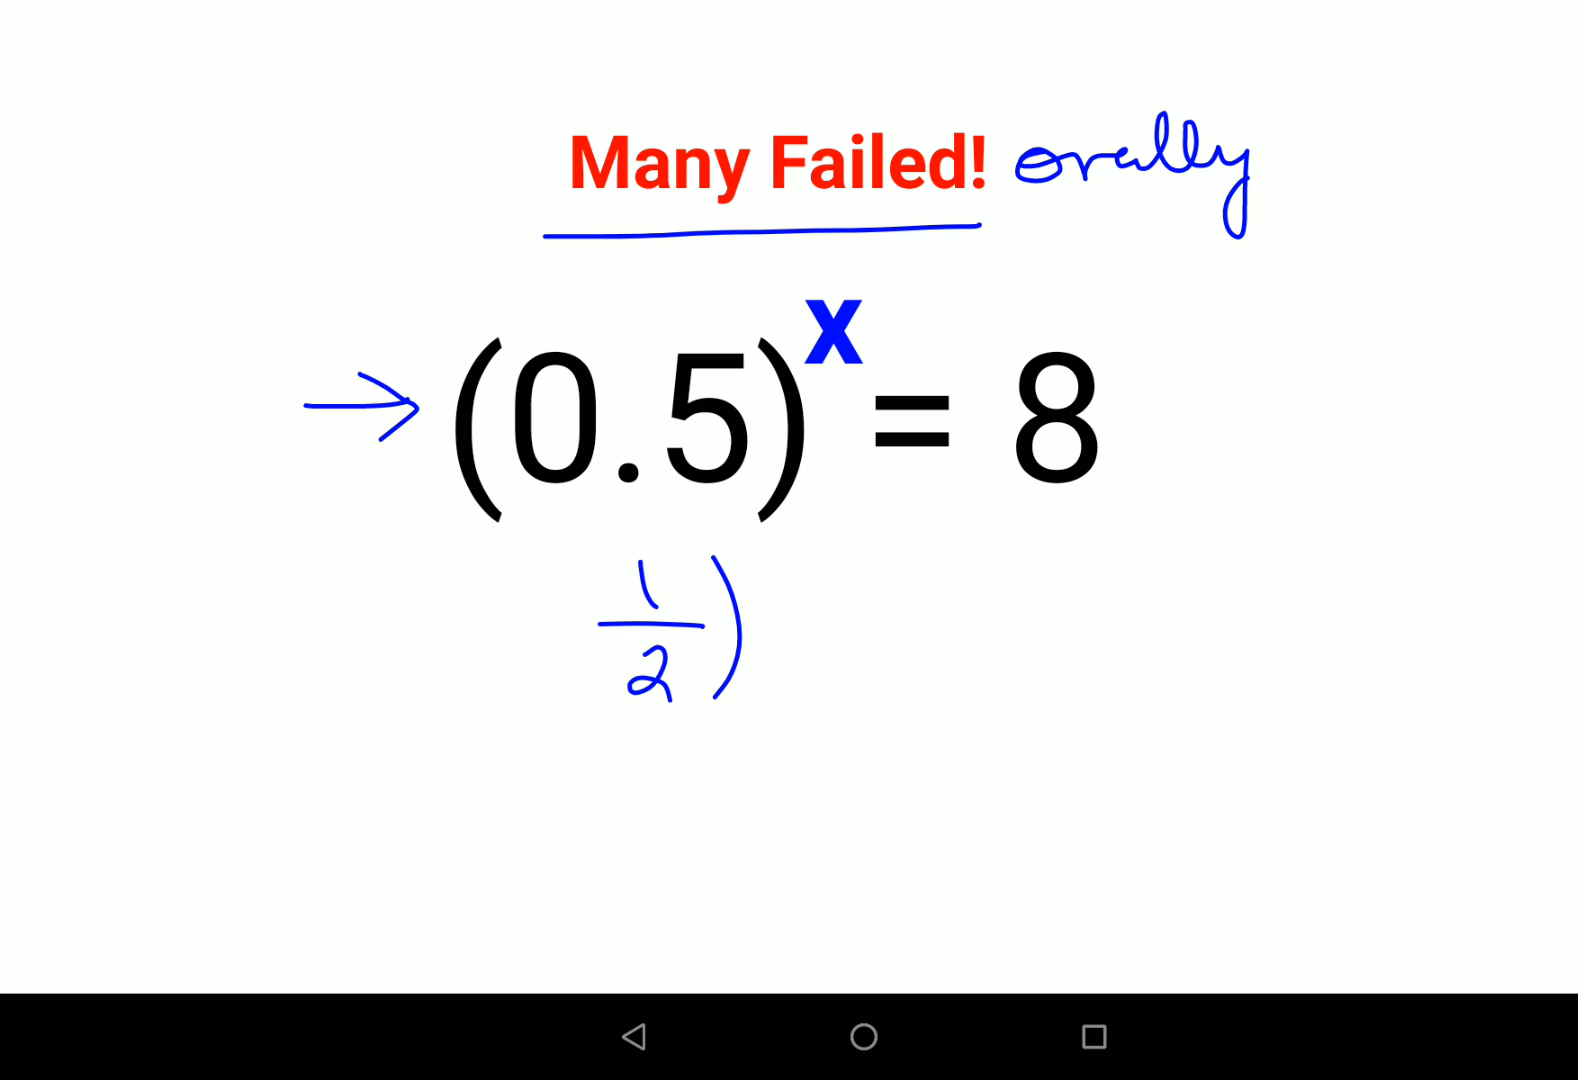 Many Failed! orally
(0.5)^x = 8
1/2)